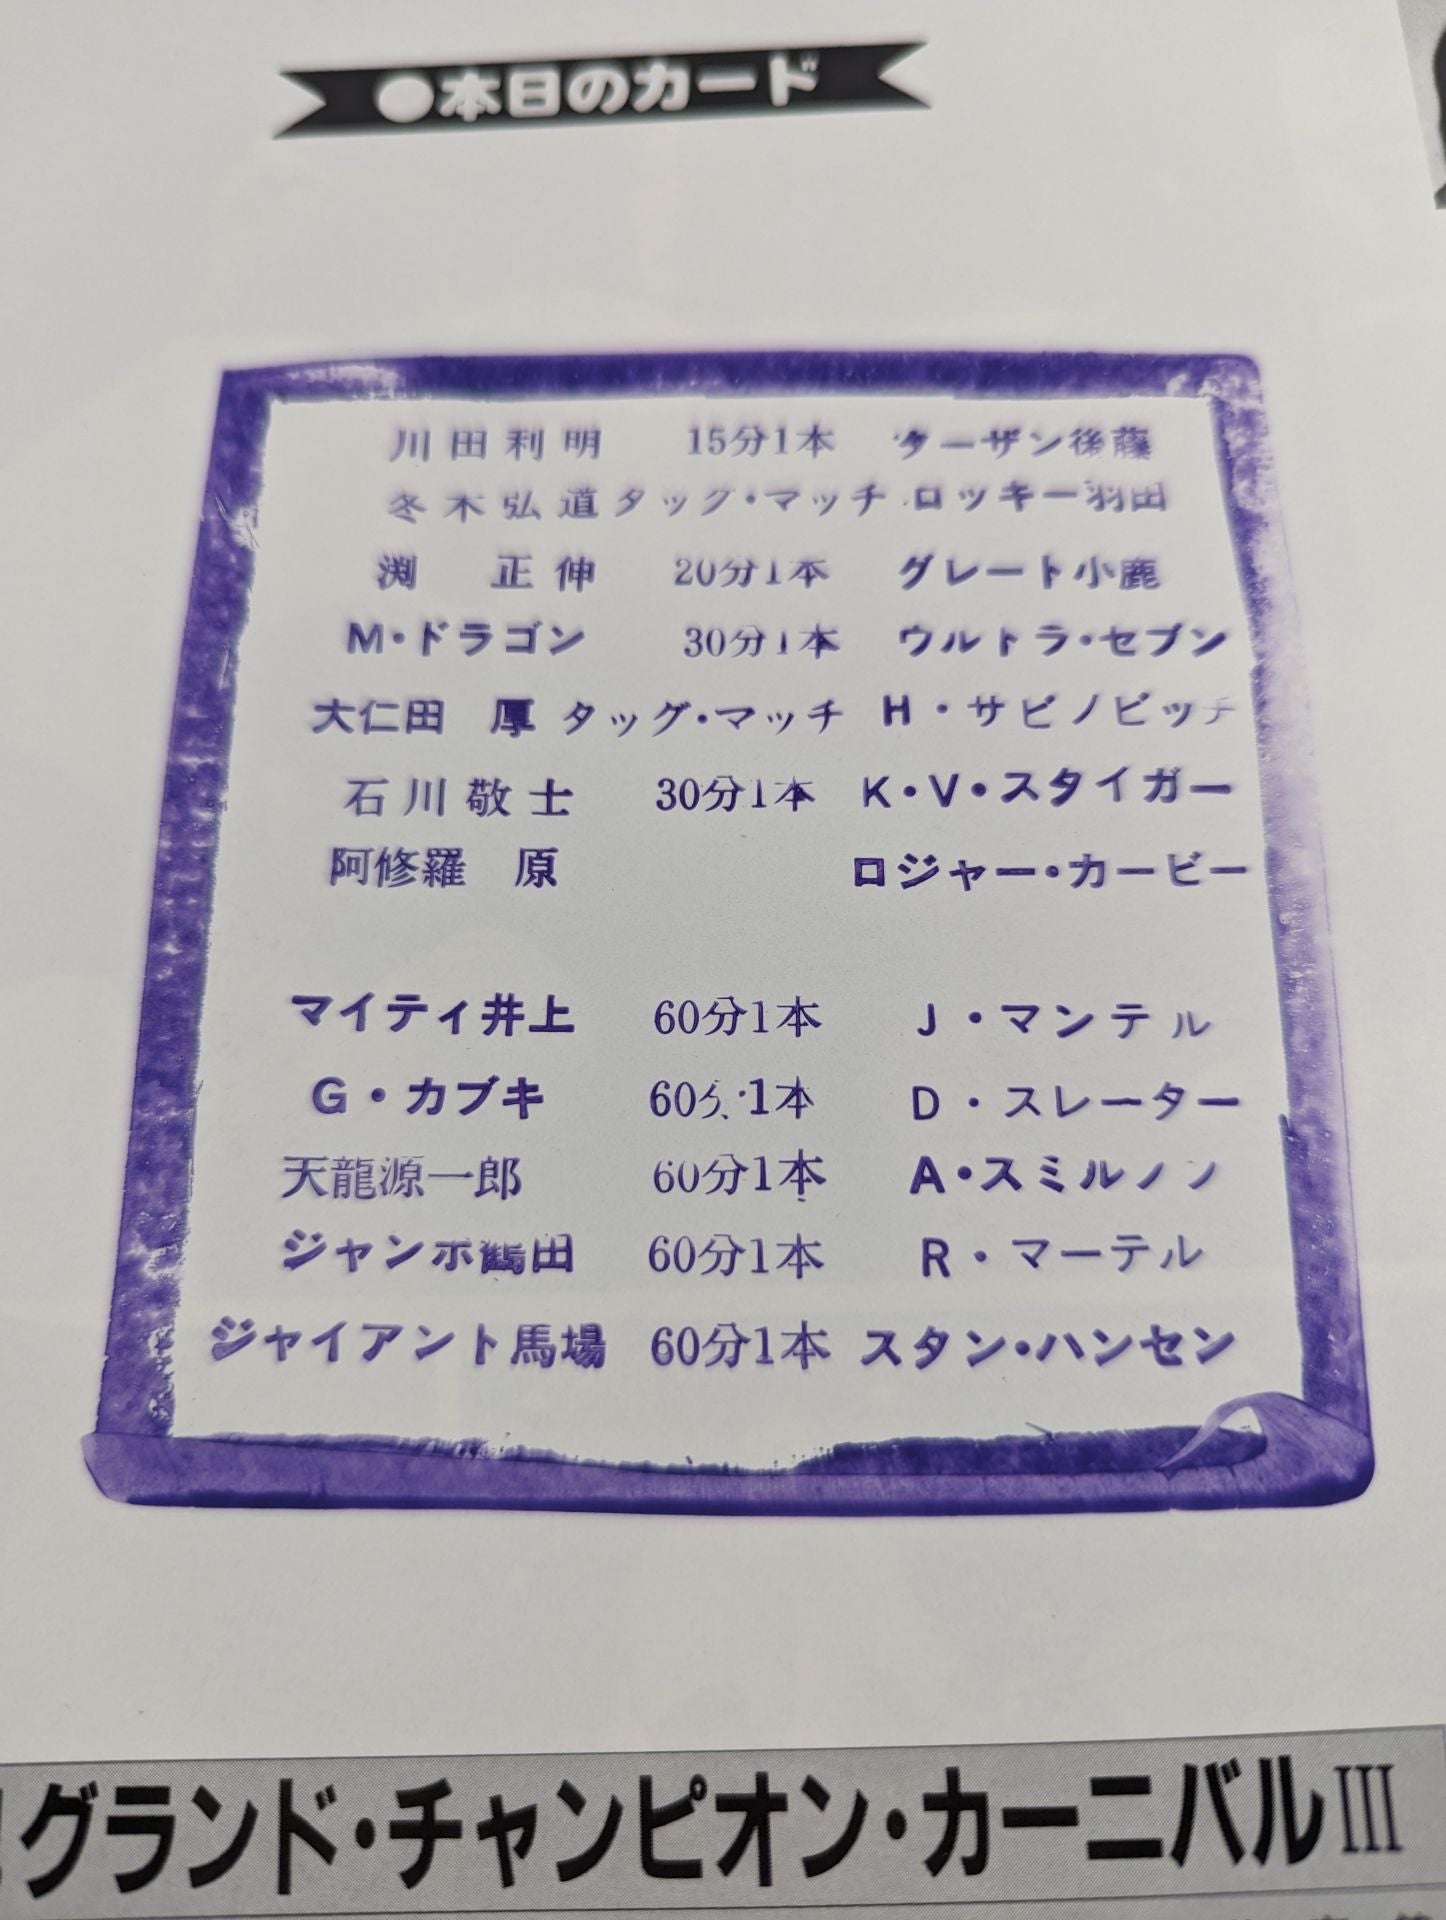 ●本日のカード
川田利明 15分1本 ターザン後藤
冬木弘道 タッグ・マッチ ロッキー羽田
渕 正伸 20分1本 グレート小鹿
M・ドラゴン 30分1本 ウルトラ・セブン
大仁田 厚 タッグ・マッチ H・サビノビッチ
石川敬士 30分1本 K・V・スタイガー
阿修羅 原 ロジャー・カービー
マイティ井上 60分1本 J・マンテル
G・カブキ 60分1本 D・スレーター
天龍源一郎 60分1本 A・スミルノフ
ジャンボ鶴田 60分1本 R・マーテル
ジャイアント馬場 60分1本 スタン・ハンセン
グランド・チャンピオン・カーニバルIII